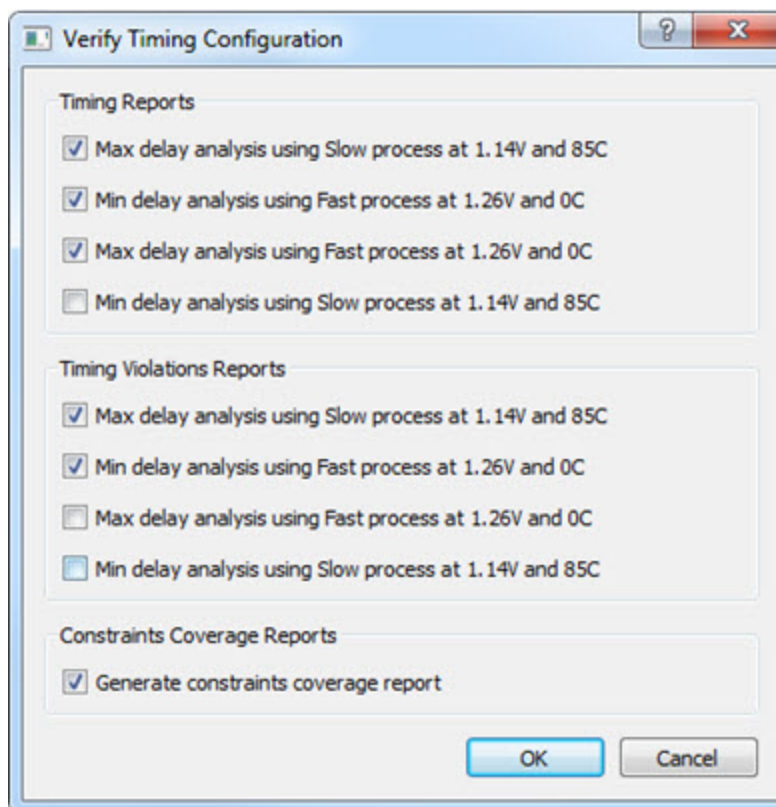 Verify Timing Configuration
Timing Reports
Max delay analysis using Slow process at 1.14V and 85C
Min delay analysis using Fast process at 1.26V and 0C
Max delay analysis using Fast process at 1.26V and 0C
Min delay analysis using Slow process at 1.14V and 85C
Timing Violations Reports
Max delay analysis using Slow process at 1.14V and 85C
Min delay analysis using Fast process at 1.26V and 0C
Max delay analysis using Fast process at 1.26V and 0C
Min delay analysis using Slow process at 1.14V and 85C
Constraints Coverage Reports
Generate constraints coverage report
OK Cancel